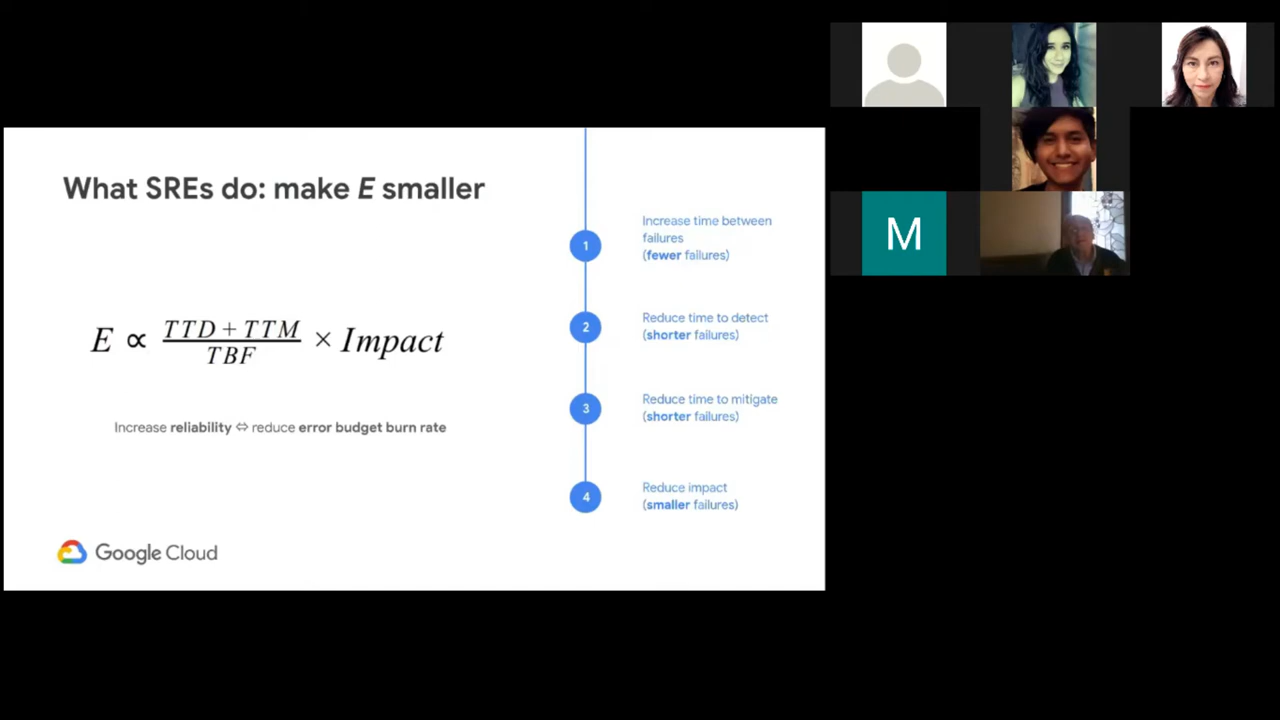 What SREs do: make E smaller
E ∝ TTD + TTM / TBF × Impact
Increase reliability ⇔ reduce error budget burn rate
Google Cloud
1
Increase time between
failures
(fewer failures)
2
Reduce time to detect
(shorter failures)
3
Reduce time to mitigate
(shorter failures)
4
Reduce impact
(smaller failures)
M